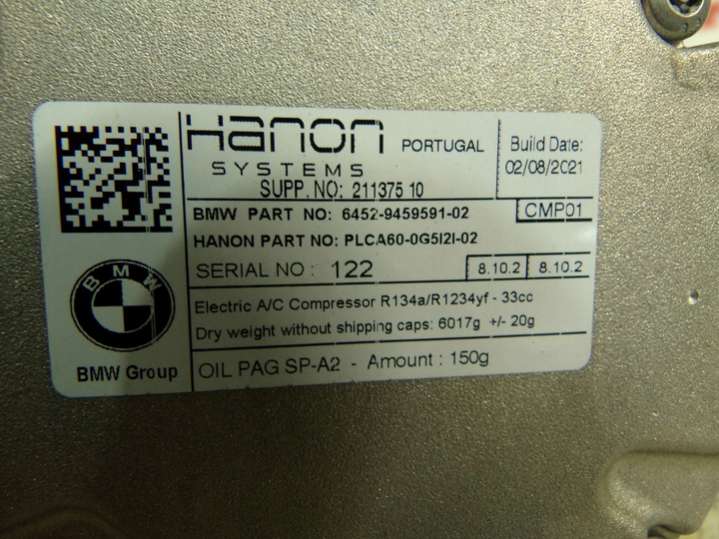 Hanon PORTUGAL
SYSTEMS
SUPP. NO: 211375 10
Build Date:
02/08/2021
BMW PART NO: 6452-9459591-02
CMP01
HANON PART NO: PLCA60-0G5I2I-02
SERIAL NO : 122
8.10.2 8.10.2
Electric A/C Compressor R134a/R1234yf - 33cc
Dry weight without shipping caps: 6017g +/- 20g
OIL PAG SP-A2 - Amount : 150g
BMW
BMW Group